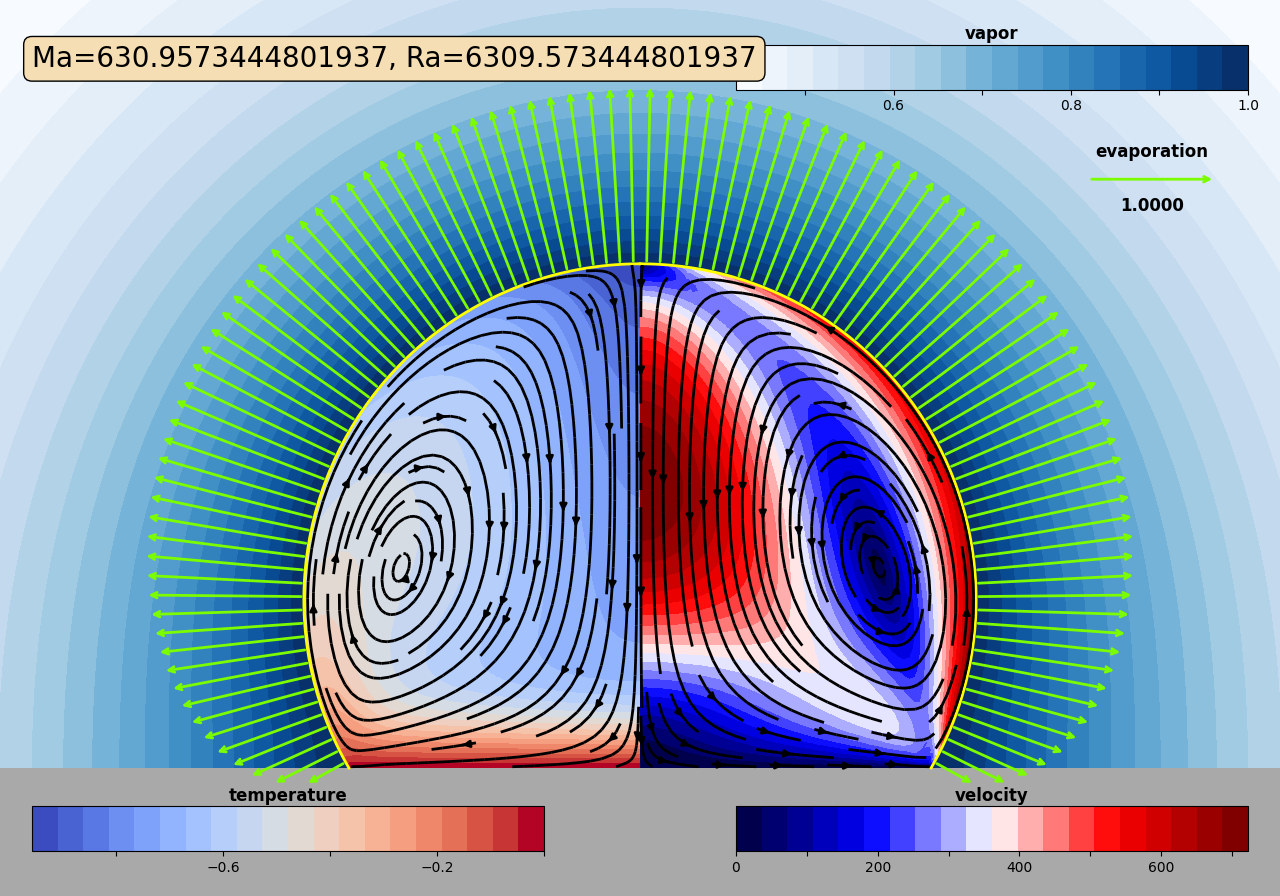 Ma=630.9573444801937, Ra=6309.573444801937
vapor
0.6 0.8 1.0
evaporation
1.0000
temperature
−0.6 −0.2
velocity
0 200 400 600